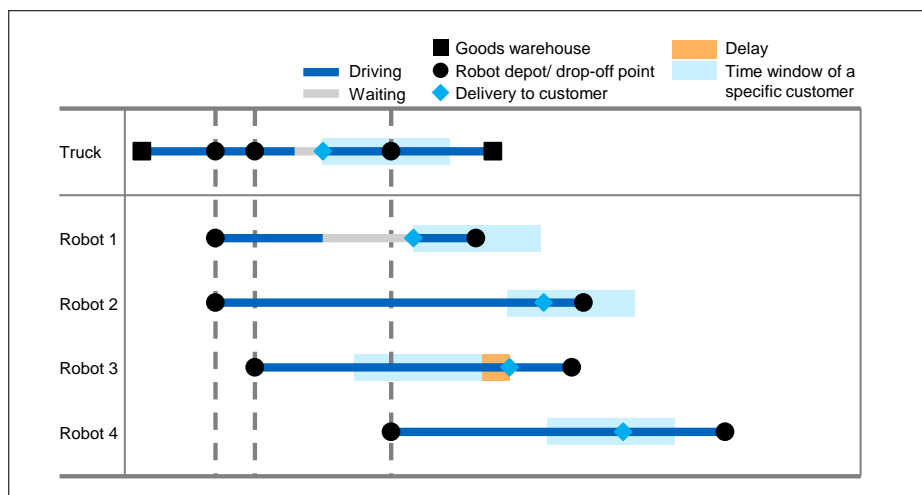 Driving
Waiting
Goods warehouse
Robot depot/ drop-off point
Delivery to customer
Delay
Time window of a
specific customer
Truck
Robot 1
Robot 2
Robot 3
Robot 4